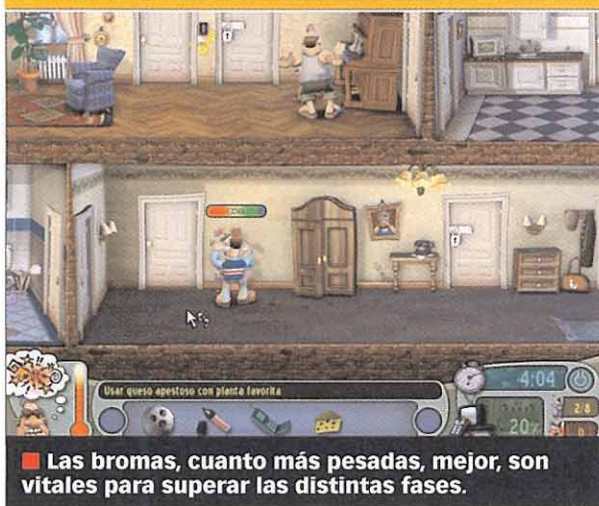 Usar queso apestoso con planta favorita
4:04
2/8
20%
0
Las bromas, cuanto más pesadas, mejor, son
vitales para superar las distintas fases.